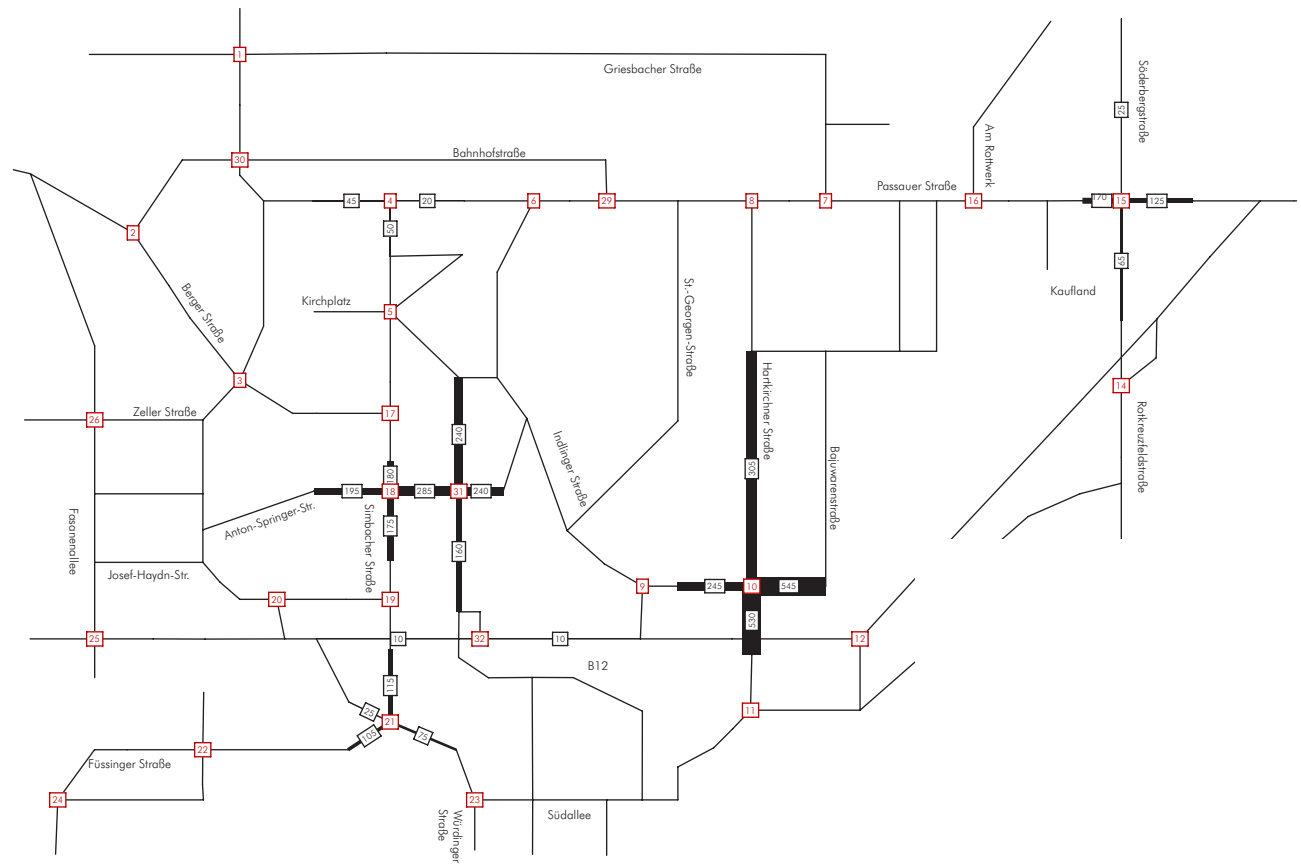 1
Griesbacher Straße
Söderbergstraße
25
Am Rottwerk
30
Bahnhofstraße
Passauer Straße
45
4
20
6
29
8
7
16
170
15
125
2
50
65
Berger Straße
Kirchplatz
5
St.-Georgen-Straße
Kaufland
3
Hartkirchner Straße
14
Rotkreuzfeldstraße
26
Zeller Straße
17
240
Indlinger Straße
305
Bajuwarenstraße
180
195
18
285
31
240
Anton-Springer-Str.
Simbacher Straße
175
160
Fasanenallee
Josef-Haydn-Str.
9
245
10
545
20
19
530
25
10
32
10
12
B12
115
25
21
75
105
11
22
Füssinger Straße
24
23
Südallee
Würdinger
Straße